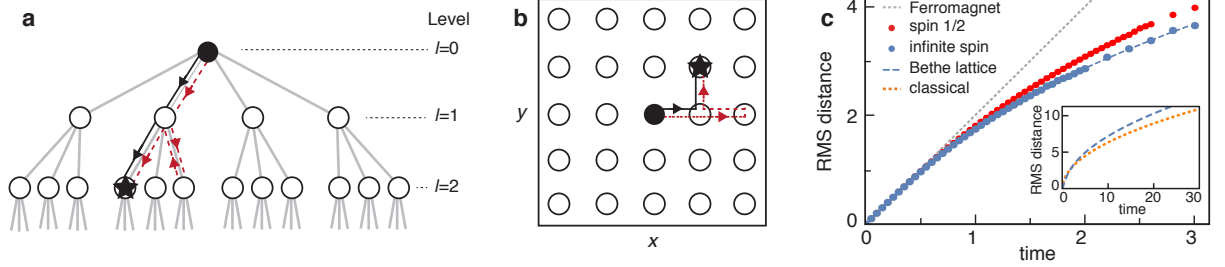 a
Level
l=0
l=1
l=2
b
y
x
c
RMS distance
4
2
0
Ferromagnet
spin 1/2
infinite spin
Bethe lattice
classical
RMS distance
10
5
0
0 10 20 30
time
0 1 2 3
time